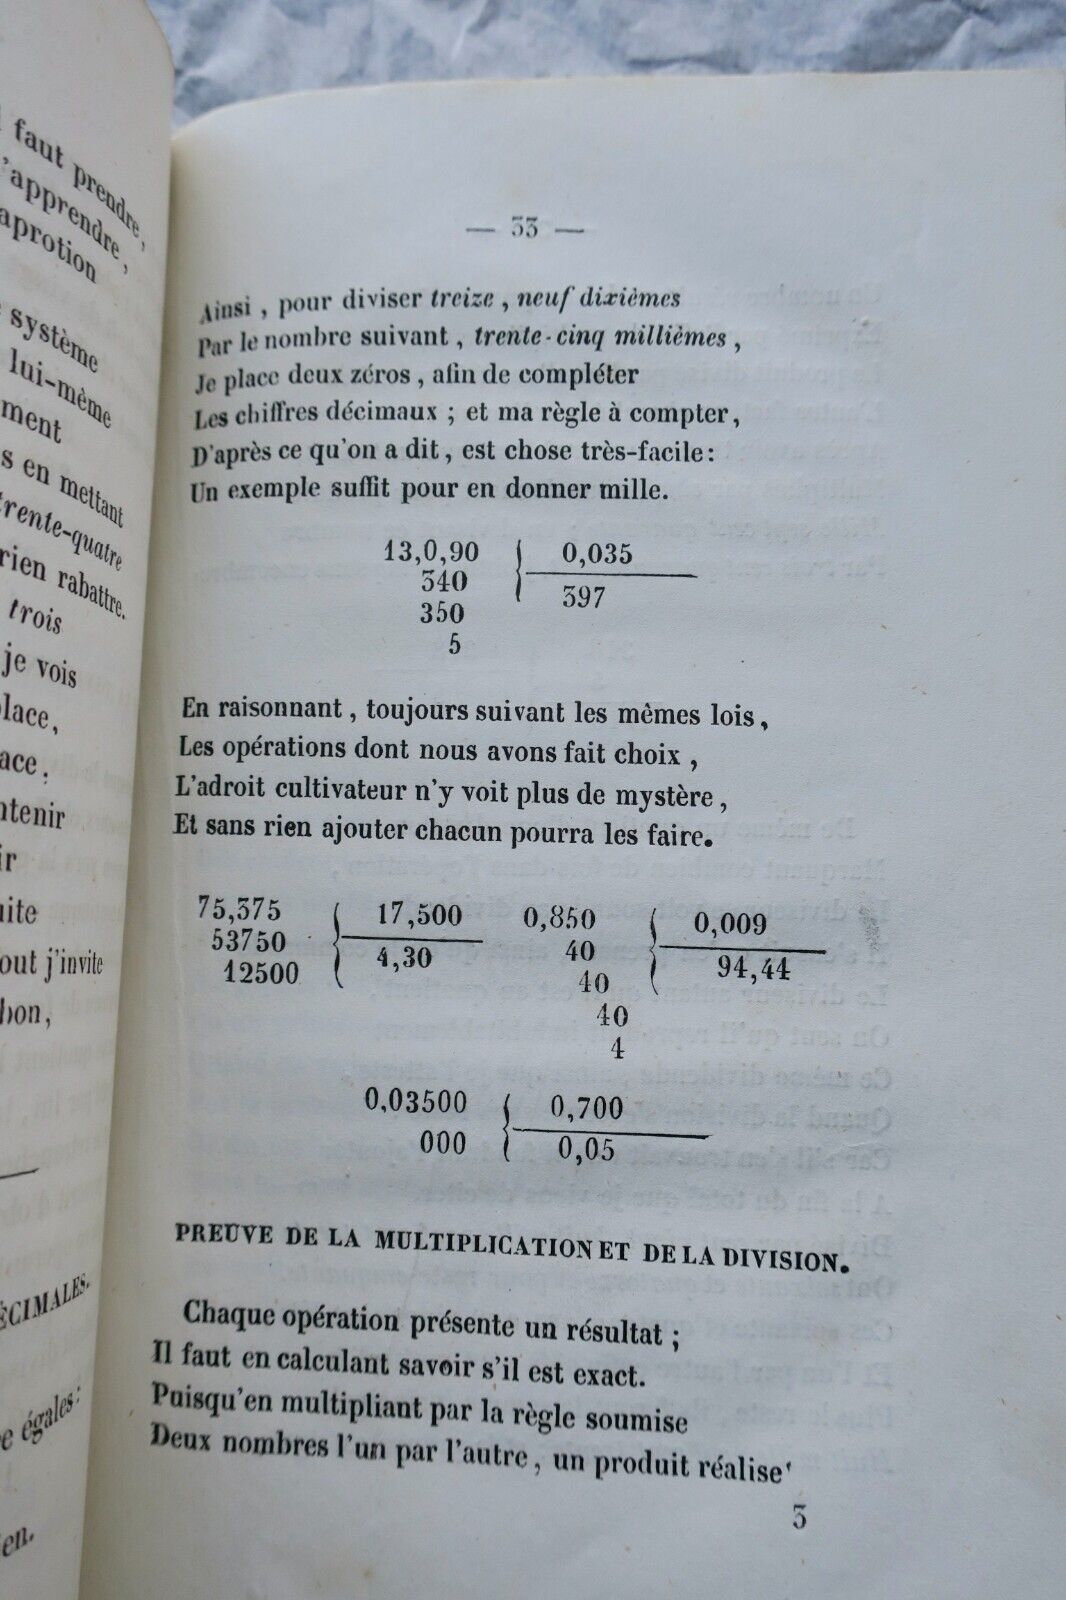 faut prendre,
'apprendre,
aprotion
système
lui-même
ment
s en mettant
trente-quatre
rien rabattre.
trois
je vois
lace,
ace.
ntenir
ir
uite
out j'invite
bon,
ÉCIMALES.
e égales:
en.
— 33 —
Ainsi, pour diviser treize, neuf dixièmes
Par le nombre suivant, trente-cinq millièmes,
Je place deux zéros, afin de compléter
Les chiffres décimaux; et ma règle à compter,
D'après ce qu'on a dit, est chose très-facile:
Un exemple suffit pour en donner mille.
13,0,90 0,035
340 397
350
5
En raisonnant, toujours suivant les mêmes lois,
Les opérations dont nous avons fait choix,
L'adroit cultivateur n'y voit plus de mystère,
Et sans rien ajouter chacun pourra les faire.
75,375 17,500 0,850 0,009
53750 4,30 40 94,44
12500 40
40
4
0,03500 0,700
000 0,05
PREUVE DE LA MULTIPLICATION ET DE LA DIVISION.
Chaque opération présente un résultat;
Il faut en calculant savoir s'il est exact.
Puisqu'en multipliant par la règle soumise
Deux nombres l'un par l'autre, un produit réalise
3